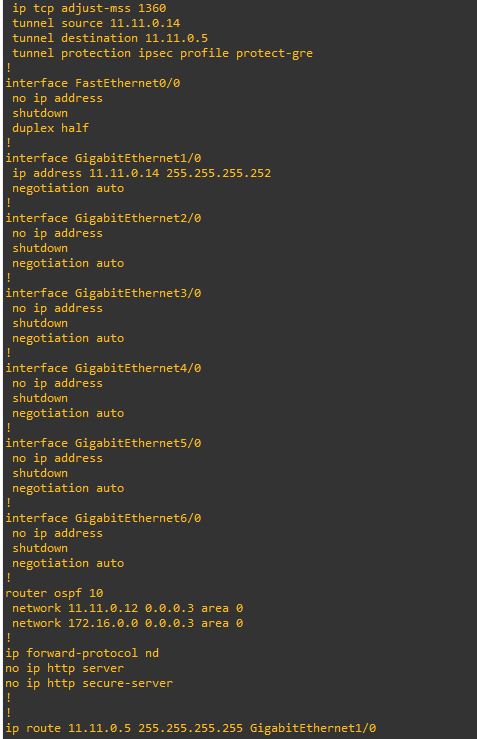 ip tcp adjust-mss 1360
tunnel source 11.11.0.14
tunnel destination 11.11.0.5
tunnel protection ipsec profile protect-gre
!
interface FastEthernet0/0
no ip address
shutdown
duplex half
!
interface GigabitEthernet1/0
ip address 11.11.0.14 255.255.255.252
negotiation auto
!
interface GigabitEthernet2/0
no ip address
shutdown
negotiation auto
!
interface GigabitEthernet3/0
no ip address
shutdown
negotiation auto
!
interface GigabitEthernet4/0
no ip address
shutdown
negotiation auto
!
interface GigabitEthernet5/0
no ip address
shutdown
negotiation auto
!
interface GigabitEthernet6/0
no ip address
shutdown
negotiation auto
!
router ospf 10
network 11.11.0.12 0.0.0.3 area 0
network 172.16.0.0 0.0.0.3 area 0
!
ip forward-protocol nd
no ip http server
no ip http secure-server
!
!
ip route 11.11.0.5 255.255.255.255 GigabitEthernet1/0